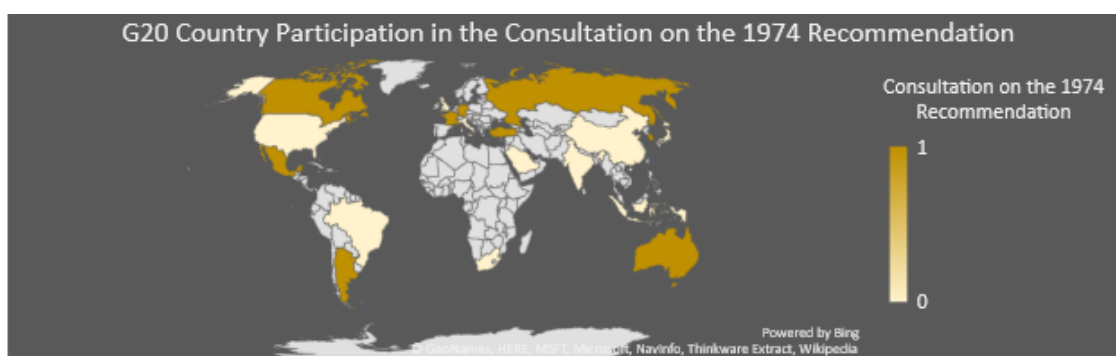 G20 Country Participation in the Consultation on the 1974 Recommendation
Consultation on the 1974
Recommendation
1
0
Powered by Bing
© GeoNames, HERE, MSFT, Microsoft, NavInfo, Thinkware Extract, Wikipedia